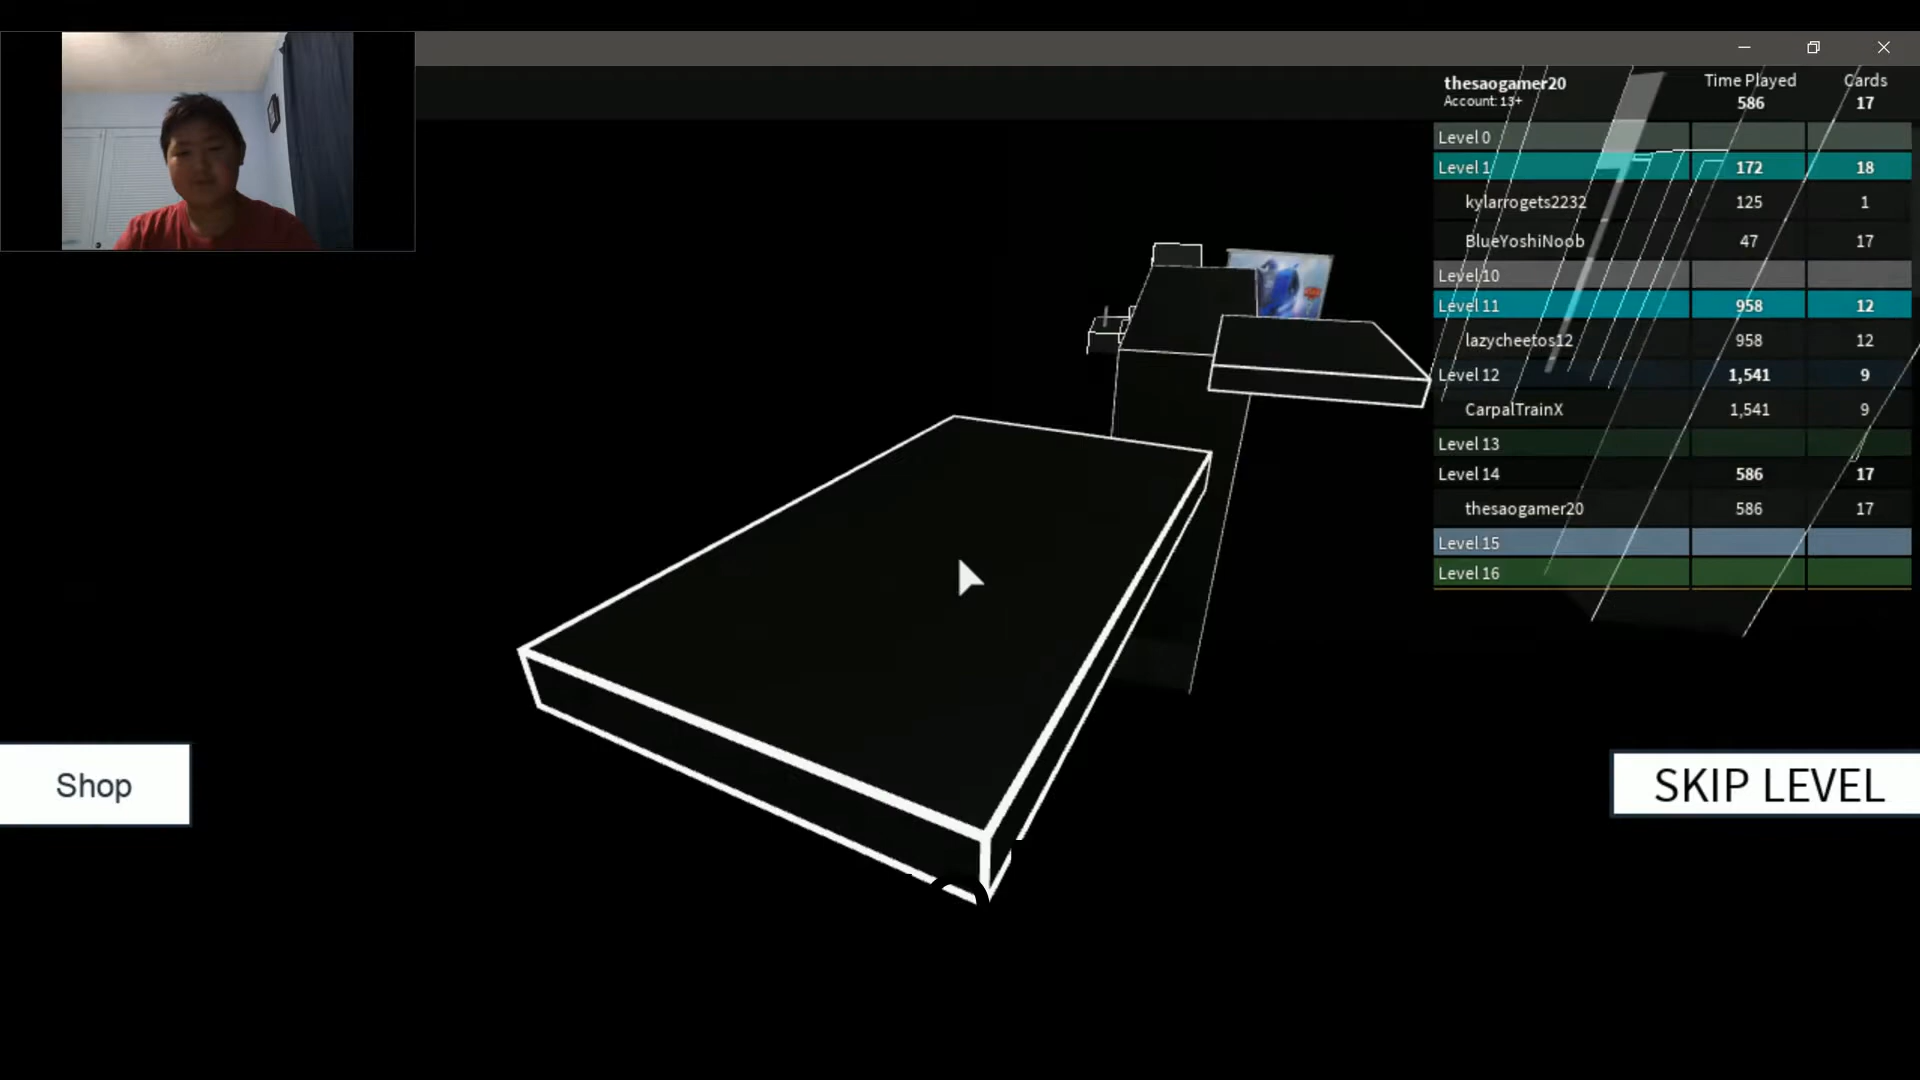 thesaogamer20 Time Played Cards
Account: 13+ 586 17
Level 0
Level 1 172 18
kylarrogets2232 125 1
BlueYoshiNoob 47 17
Level 10
Level 11 958 12
lazycheetos12 958 12
Level 12 1,541 9
CarpalTrainX 1,541 9
Level 13
Level 14 586 17
thesaogamer20 586 17
Level 15
Level 16
Shop
SKIP LEVEL